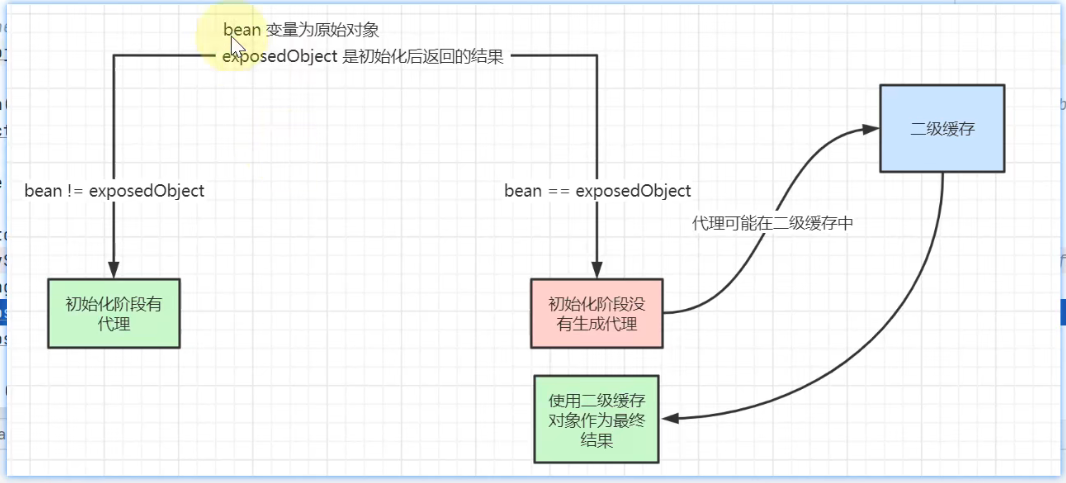 bean 变量为原始对象
exposedObject 是初始化后返回的结果
二级缓存
bean != exposedObject
bean == exposedObject
代理可能在二级缓存中
初始化阶段有
代理
初始化阶段没
有生成代理
使用二级缓存
对象作为最终
结果